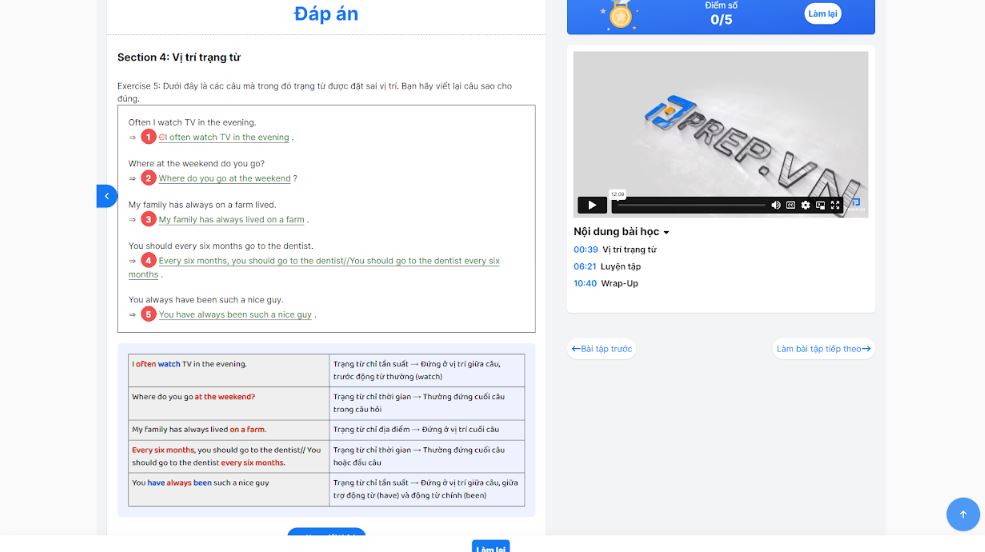 Đáp án
Section 4: Vị trí trạng từ
Exercise 5: Dưới đây là các câu mà trong đó trạng từ được đặt sai vị trí. Bạn hãy viết lại câu sao cho
đúng.
Often I watch TV in the evening.
⇒ 1 I often watch TV in the evening .
Where at the weekend do you go?
⇒ 2 Where do you go at the weekend ?
My family has always on a farm lived.
⇒ 3 My family has always lived on a farm .
You should every six months go to the dentist.
⇒ 4 Every six months, you should go to the dentist//You should go to the dentist every six
months .
You always have been such a nice guy.
⇒ 5 You have always been such a nice guy .
I often watch TV in the evening.
Trạng từ chỉ tần suất → Đứng ở vị trí giữa câu,
trước động từ thường (watch)
Where do you go at the weekend?
Trạng từ chỉ thời gian → Thường đứng cuối câu
trong câu hỏi
My family has always lived on a farm.
Trạng từ chỉ địa điểm → Đứng ở vị trí cuối câu
Every six months, you should go to the dentist// You
should go to the dentist every six months.
Trạng từ chỉ thời gian → Thường đứng cuối câu
hoặc đầu câu
You have always been such a nice guy
Trạng từ chỉ tần suất → Đứng ở vị trí giữa câu, giữa
trợ động từ (have) và động từ chính (been)
Làm lại
Điểm số
0/5
Làm lại
PREP.VN
12:09
Nội dung bài học
00:39 Vị trí trạng từ
06:21 Luyện tập
10:40 Wrap-Up
←Bài tập trước
Làm bài tập tiếp theo→